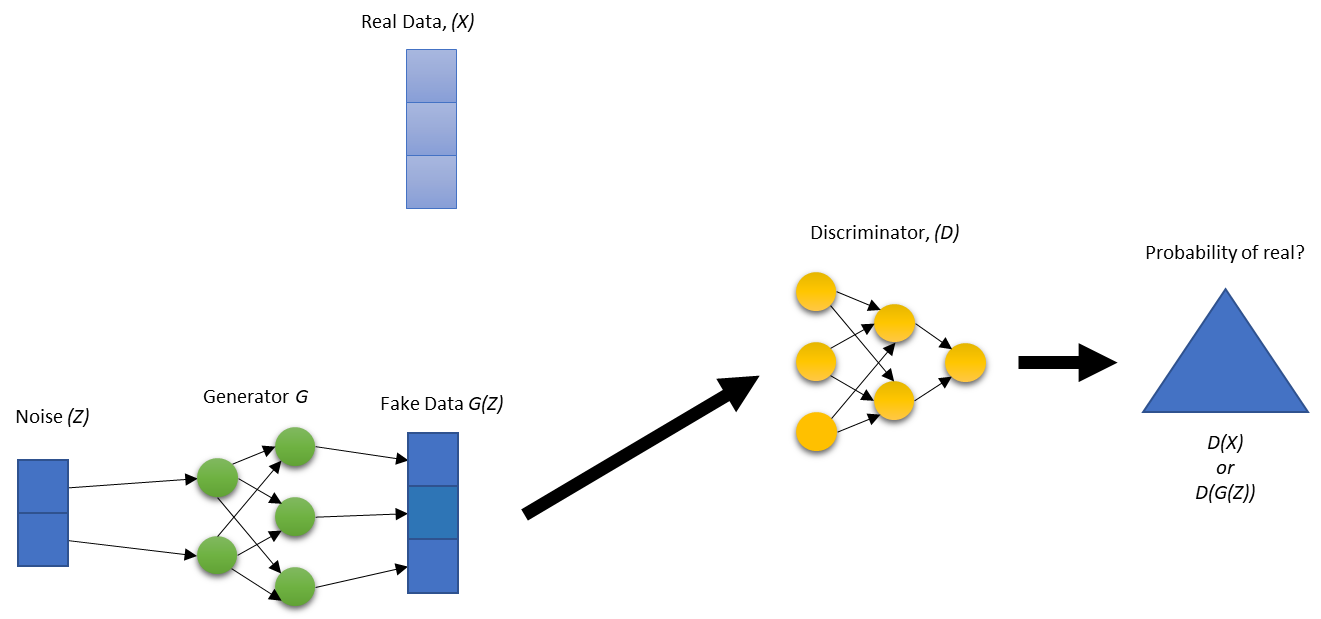 Real Data, (X)
Discriminator, (D)
Probability of real?
Generator G
Fake Data G(Z)
Noise (Z)
D(X)
or
D(G(Z))